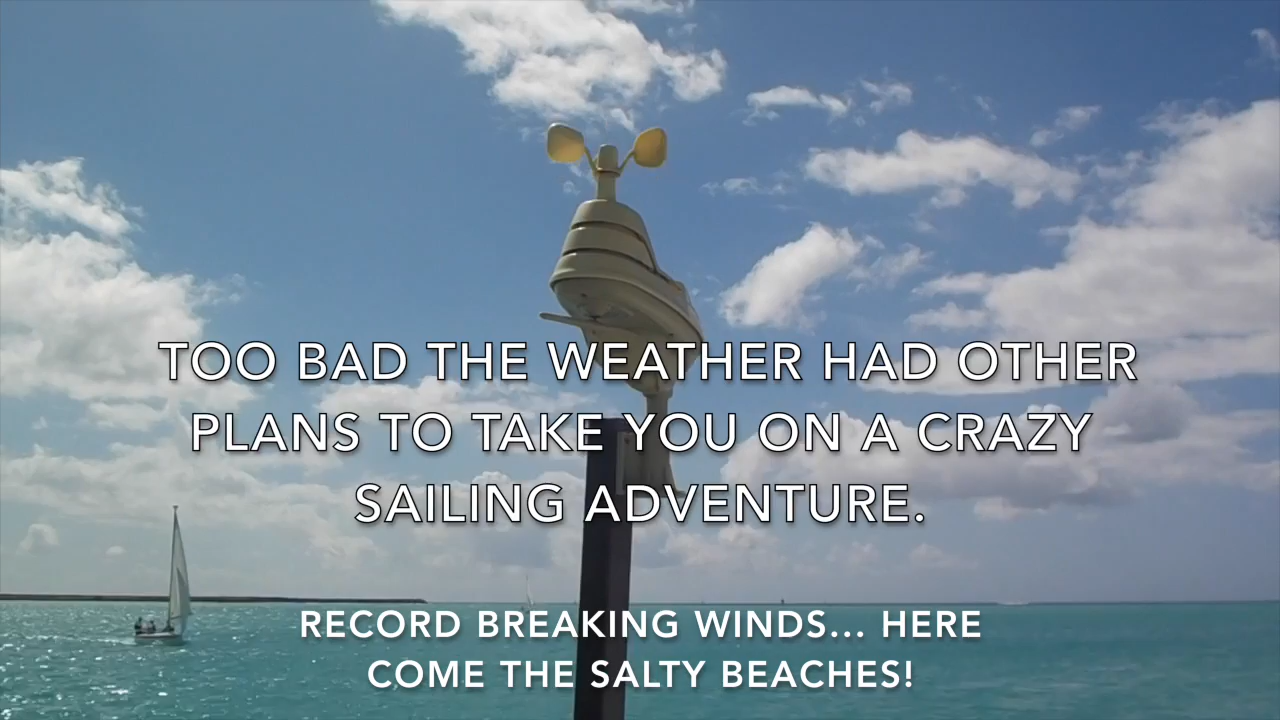 TOO BAD THE WEATHER HAD OTHER
PLANS TO TAKE YOU ON A CRAZY
SAILING ADVENTURE.
RECORD BREAKING WINDS... HERE
COME THE SALTY BEACHES!